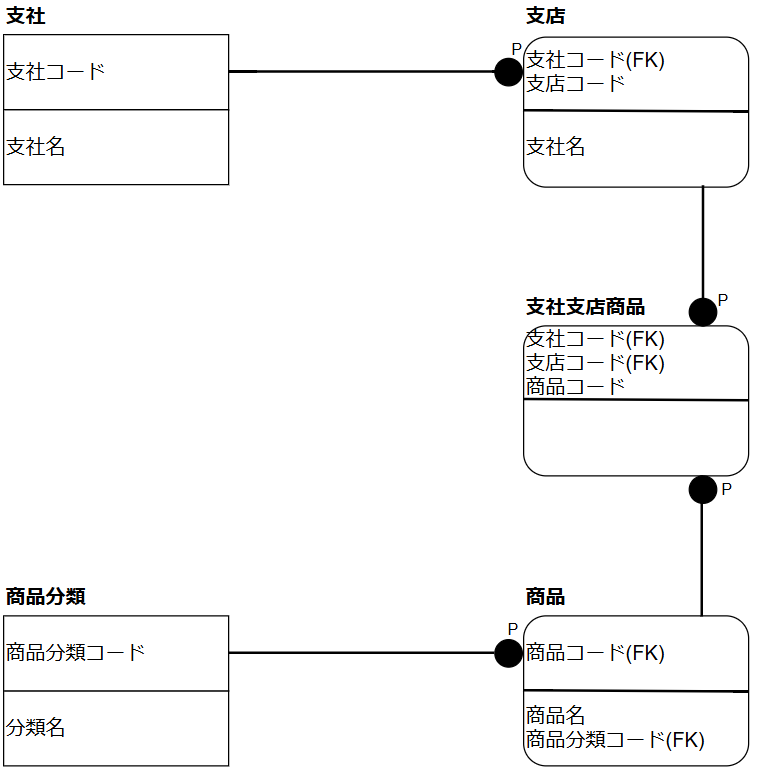 支社
支社コード
支社名
支店
P
支社コード(FK)
支店コード
支社名
支社支店商品
P
支社コード(FK)
支店コード(FK)
商品コード
P
商品分類
商品分類コード
分類名
商品
P
商品コード(FK)
商品名
商品分類コード(FK)